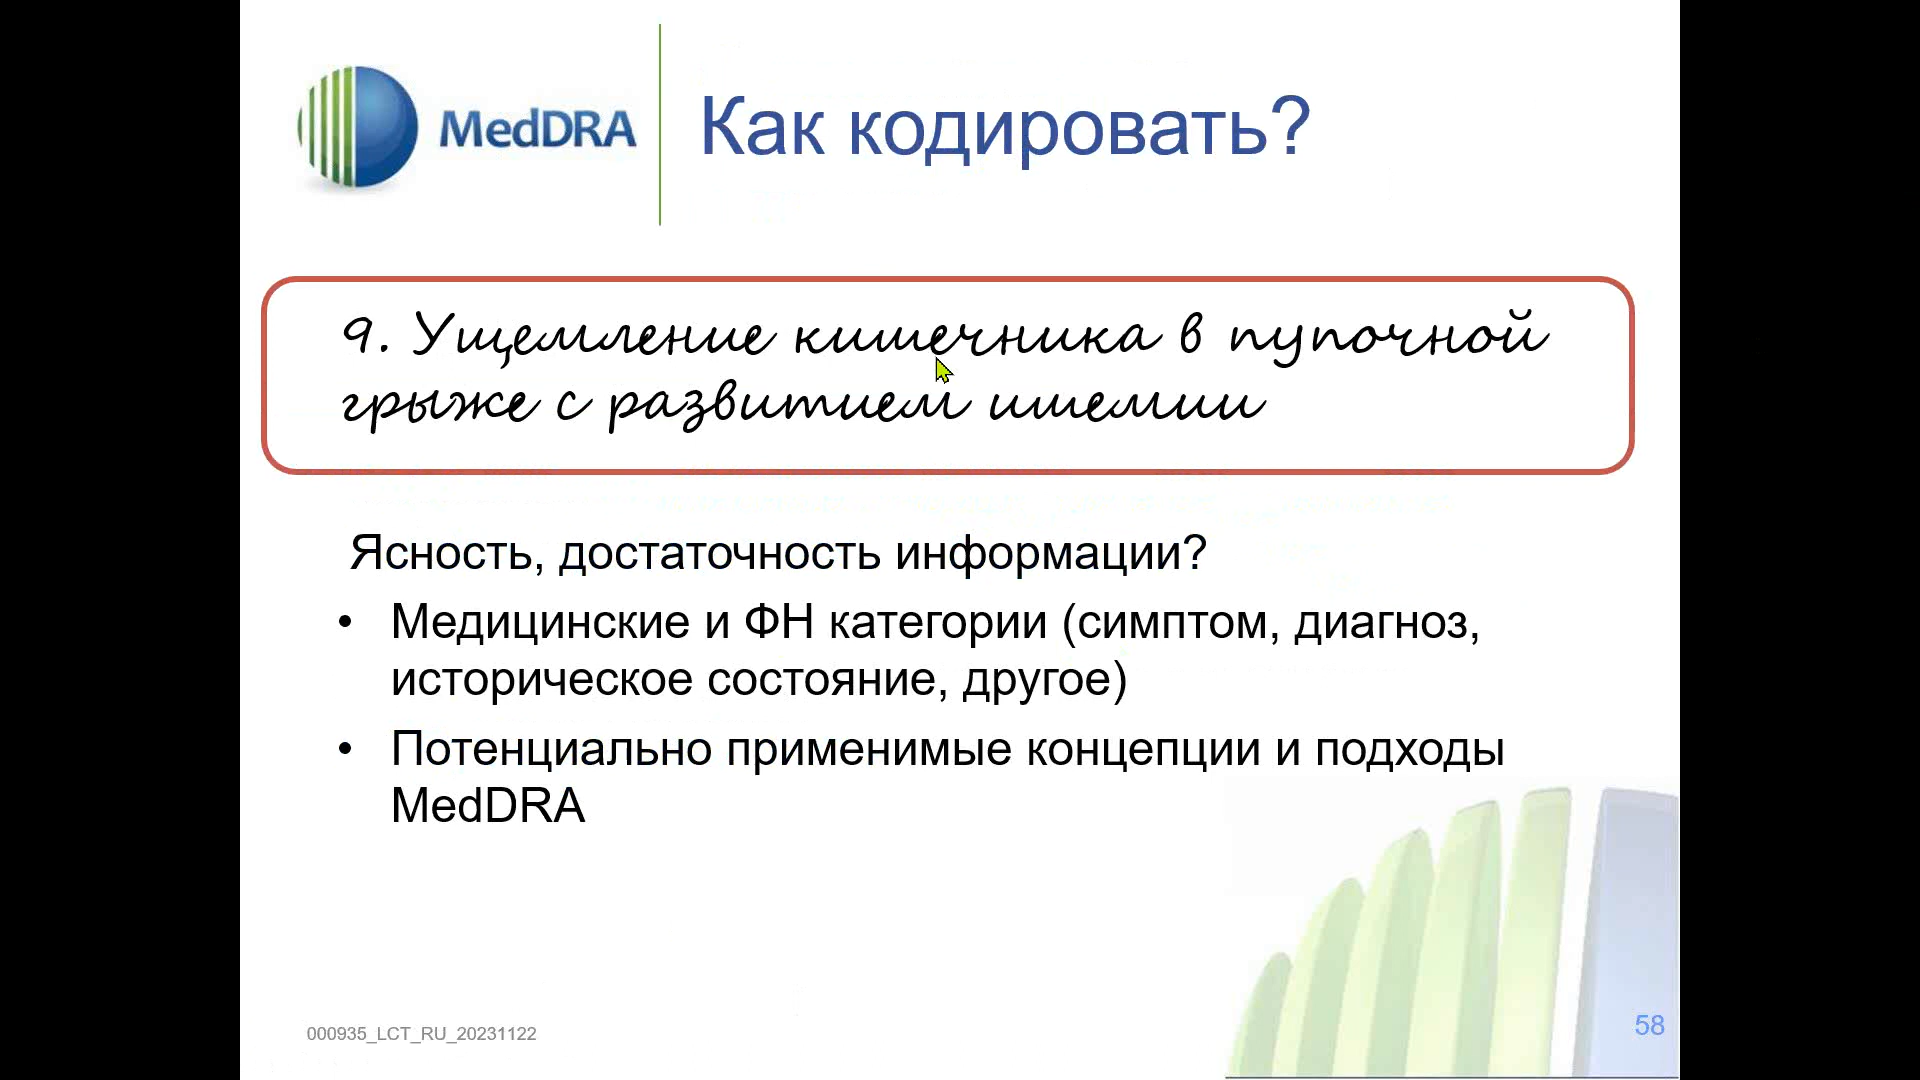 MedDRA
Как кодировать?
9. Ущемление кишечника в пупочной
грыже с развитием ишемии
Ясность, достаточность информации?
• Медицинские и ФН категории (симптом, диагноз,
историческое состояние, другое)
• Потенциально применимые концепции и подходы
MedDRA
000935_LCT_RU_20231122
58